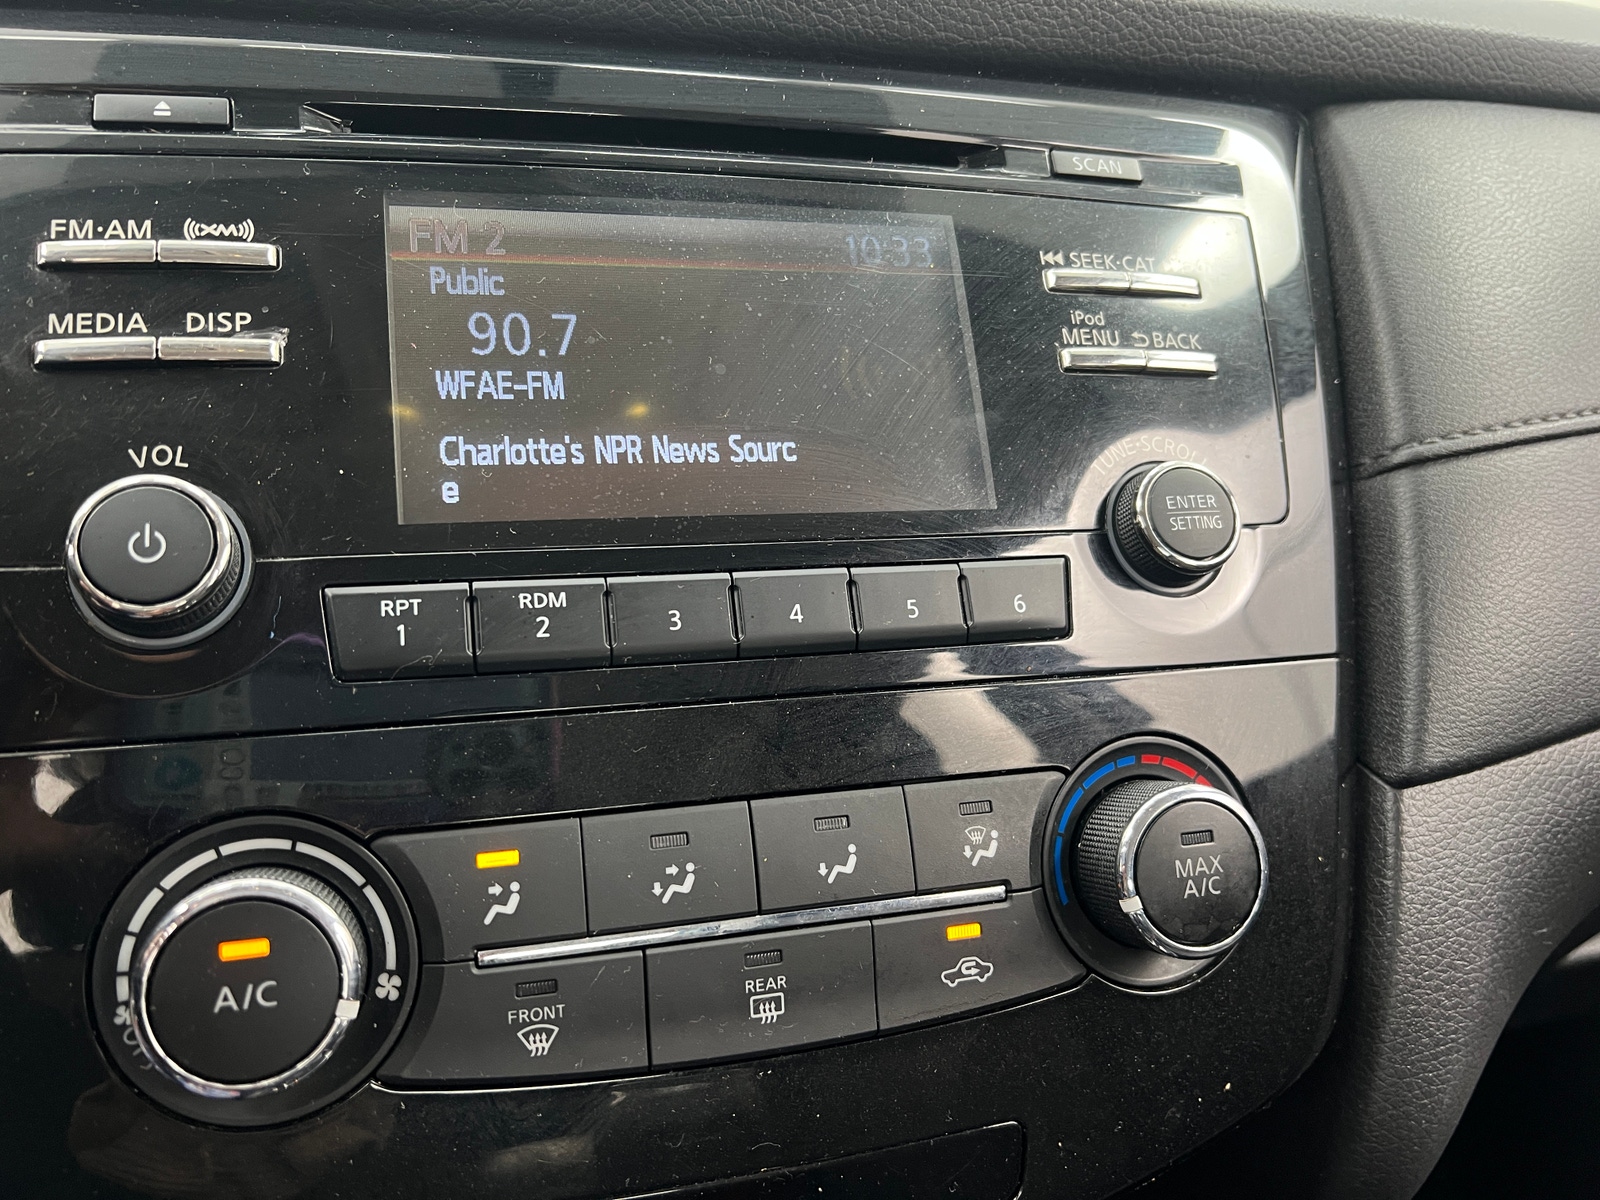 SCAN
FM·AM
XM
FM 2
10:33
SEEK·CAT
Public
MEDIA
DISP
90.7
iPod
MENU
BACK
WFAE-FM
VOL
Charlotte's NPR News Sourc
e
TUNE·SCROLL
ENTER
SETTING
RPT
1
RDM
2
3
4
5
6
MAX
A/C
A/C
FRONT
REAR
OFF